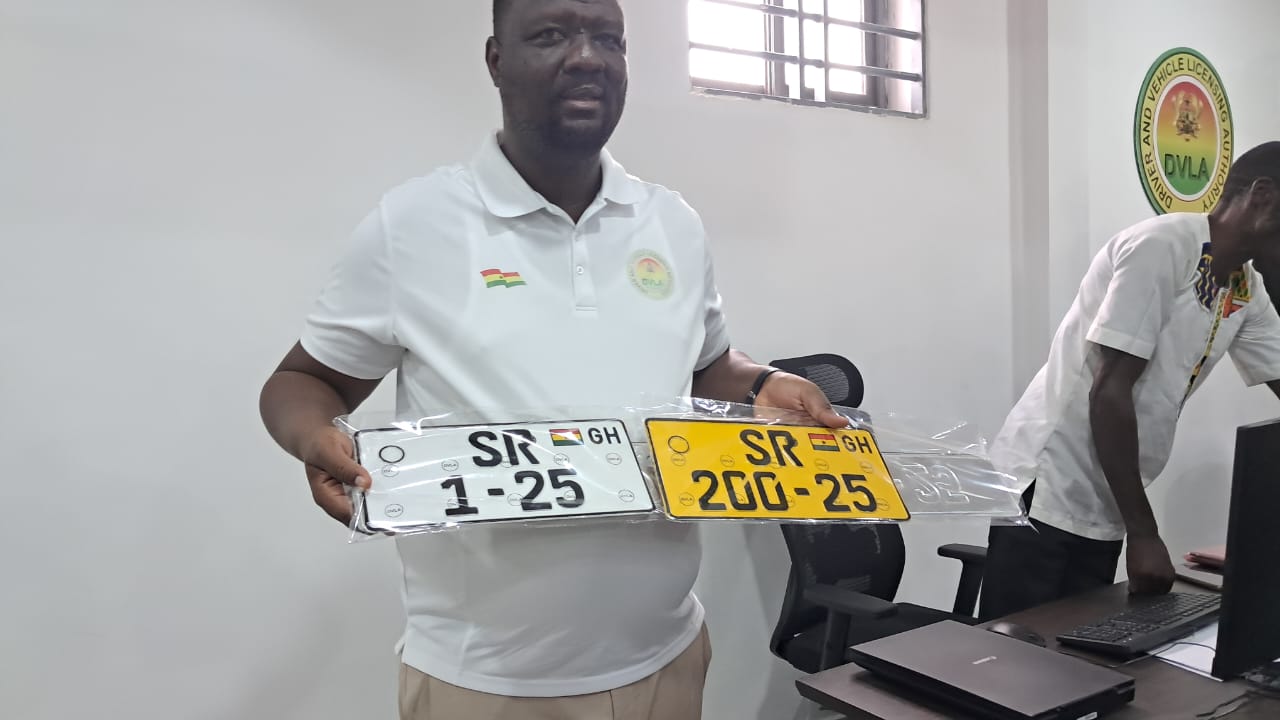 DRIVER AND VEHICLE LICENSING AUTHORITY
DVLA
DVLA
SR GH
1-25
SR GH
200-25